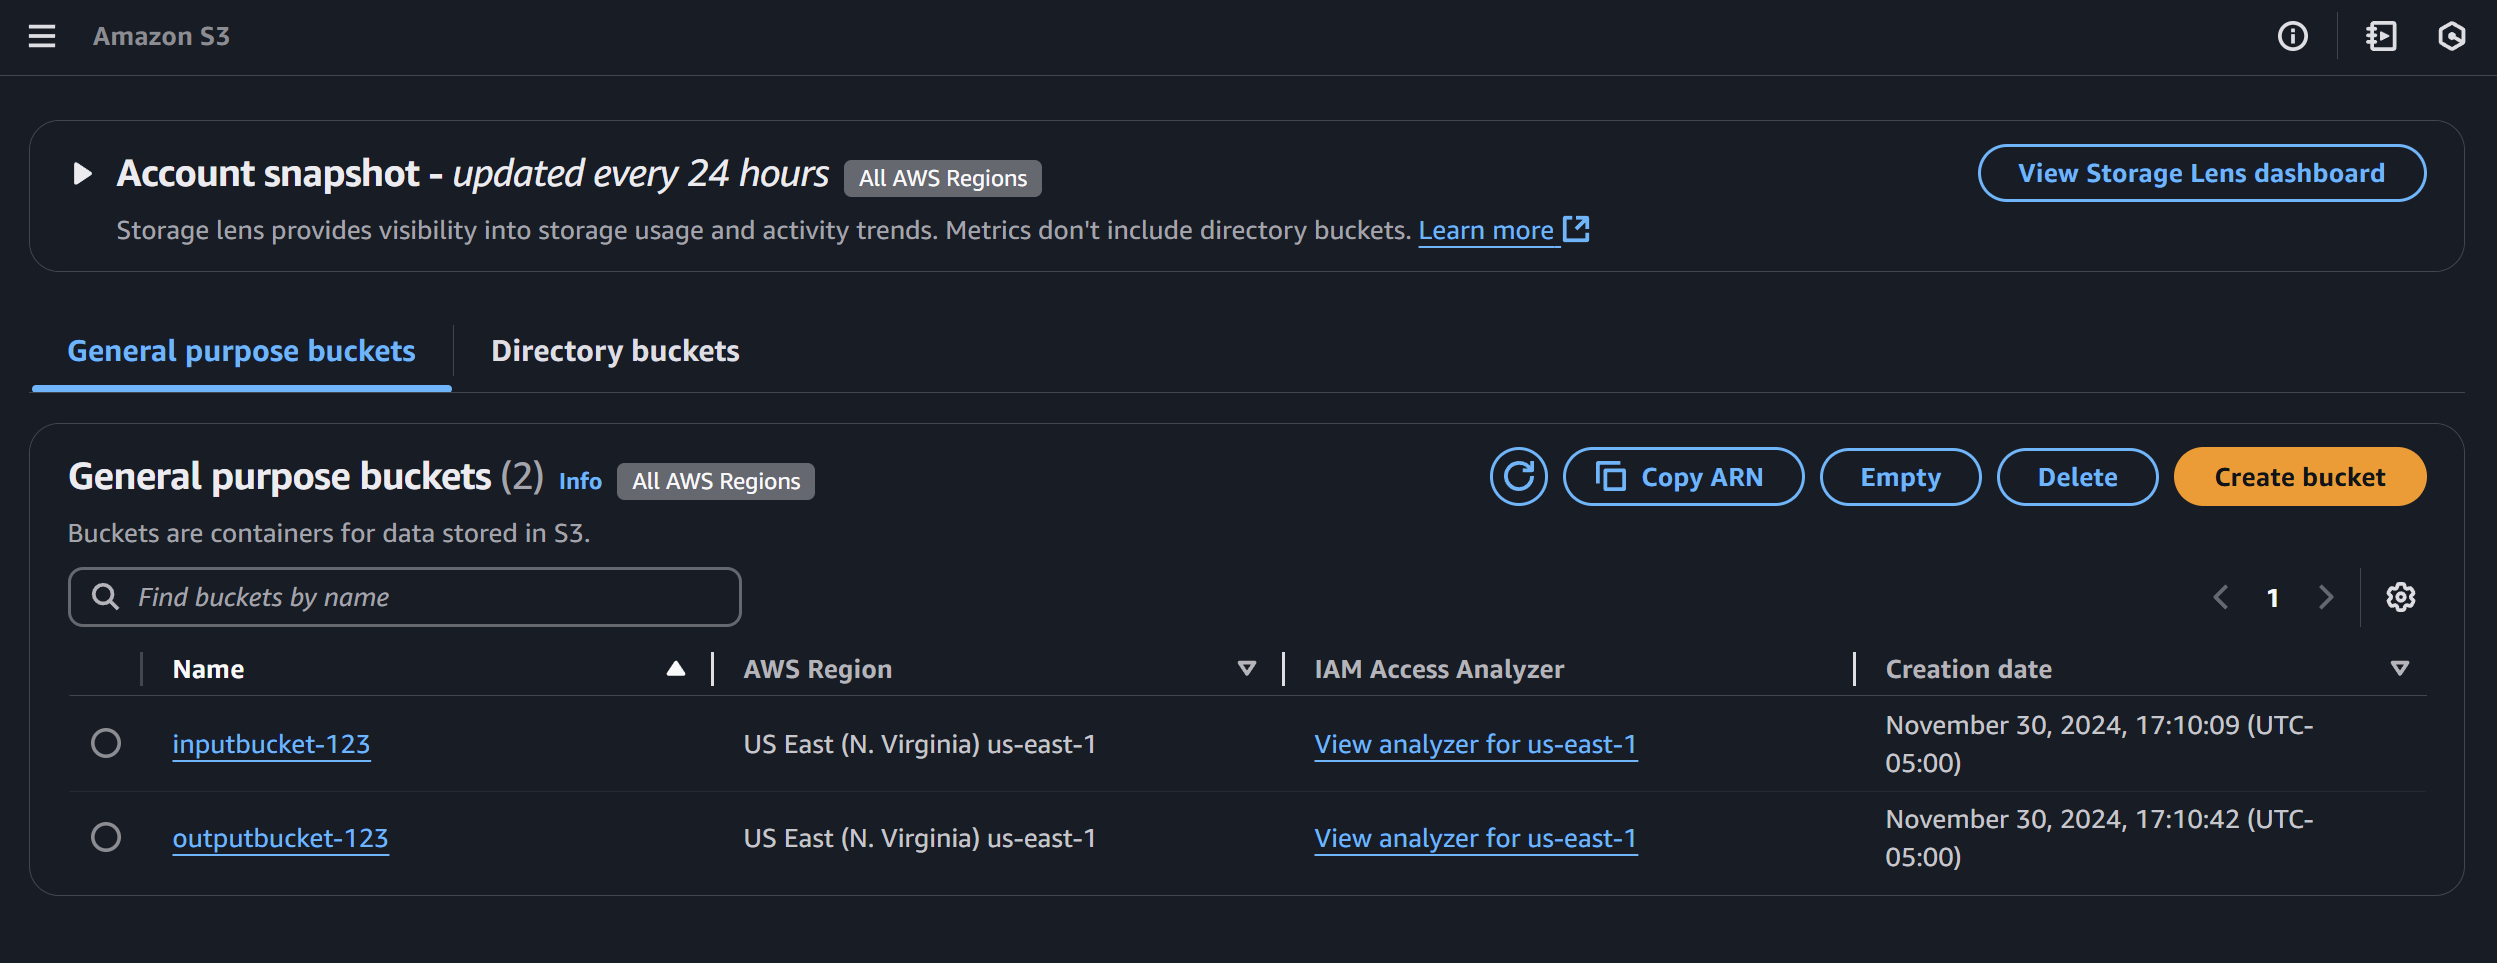 Amazon S3
Account snapshot - updated every 24 hours All AWS Regions
View Storage Lens dashboard
Storage lens provides visibility into storage usage and activity trends. Metrics don't include directory buckets. Learn more
General purpose buckets Directory buckets
General purpose buckets (2) Info All AWS Regions
Copy ARN Empty Delete Create bucket
Buckets are containers for data stored in S3.
Find buckets by name
1
Name AWS Region IAM Access Analyzer Creation date
inputbucket-123 US East (N. Virginia) us-east-1 View analyzer for us-east-1 November 30, 2024, 17:10:09 (UTC-
05:00)
outputbucket-123 US East (N. Virginia) us-east-1 View analyzer for us-east-1 November 30, 2024, 17:10:42 (UTC-
05:00)